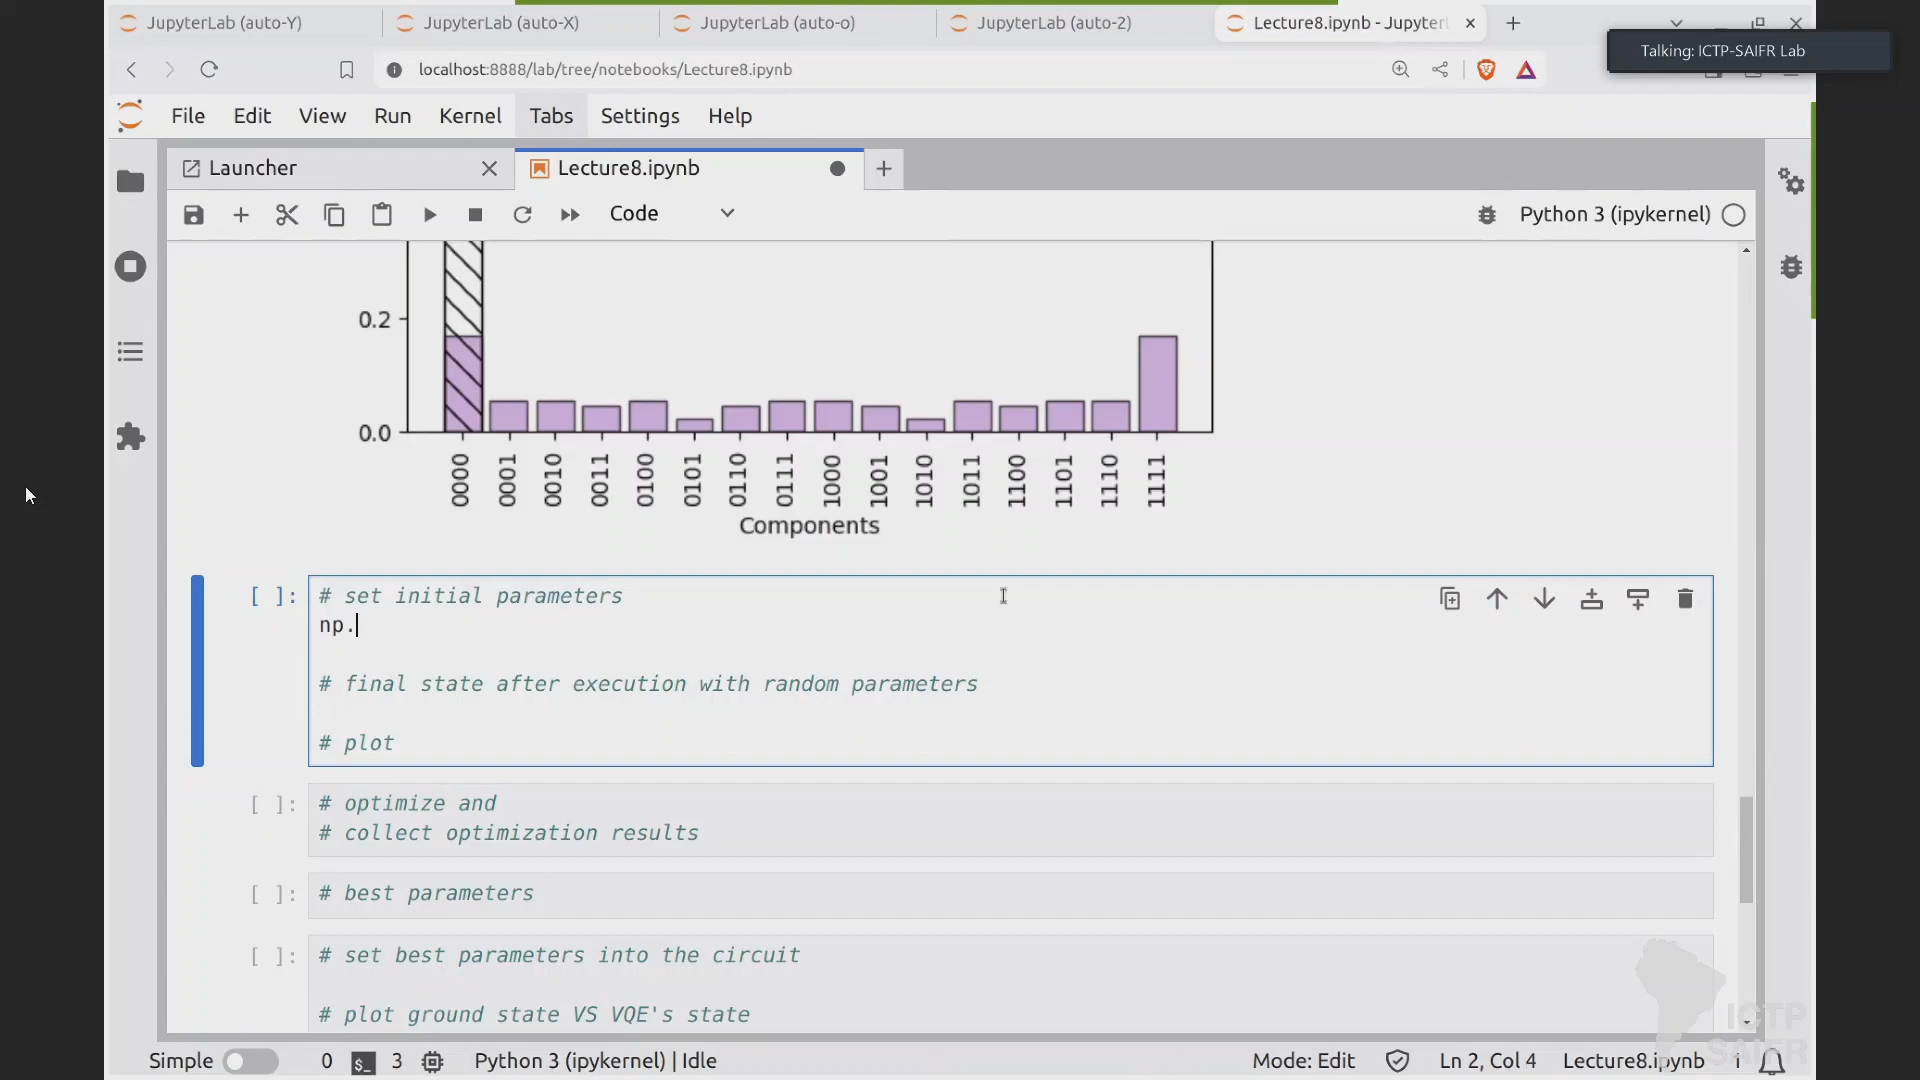 JupyterLab (auto-Y)
JupyterLab (auto-X)
JupyterLab (auto-o)
JupyterLab (auto-2)
Lecture8.ipynb - Jupyter
Talking: ICTP-SAIFR Lab
localhost:8888/lab/tree/notebooks/Lecture8.ipynb
File Edit View Run Kernel Tabs Settings Help
Launcher
Lecture8.ipynb
Code
Python 3 (ipykernel)
0.2
0.0
0000 0001 0010 0011 0100 0101 0110 0111 1000 1001 1010 1011 1100 1101 1110 1111
Components
[ ]: # set initial parameters
np.
# final state after execution with random parameters
# plot
[ ]: # optimize and
# collect optimization results
[ ]: # best parameters
[ ]: # set best parameters into the circuit
# plot ground state VS VQE's state
ICTP
SAIFR
Simple 0 3 Python 3 (ipykernel) | Idle Mode: Edit Ln 2, Col 4 Lecture8.ipynb 1